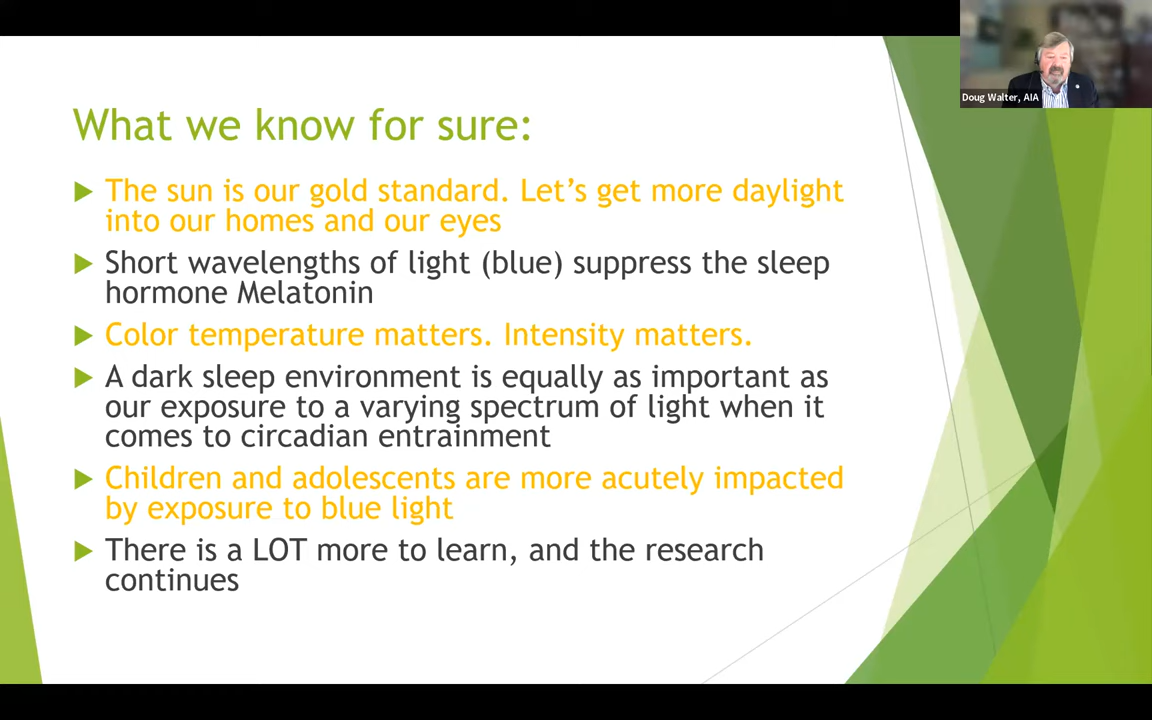 Doug Walter, AIA
What we know for sure:
The sun is our gold standard. Let’s get more daylight
into our homes and our eyes
Short wavelengths of light (blue) suppress the sleep
hormone Melatonin
Color temperature matters. Intensity matters.
A dark sleep environment is equally as important as
our exposure to a varying spectrum of light when it
comes to circadian entrainment
Children and adolescents are more acutely impacted
by exposure to blue light
There is a LOT more to learn, and the research
continues